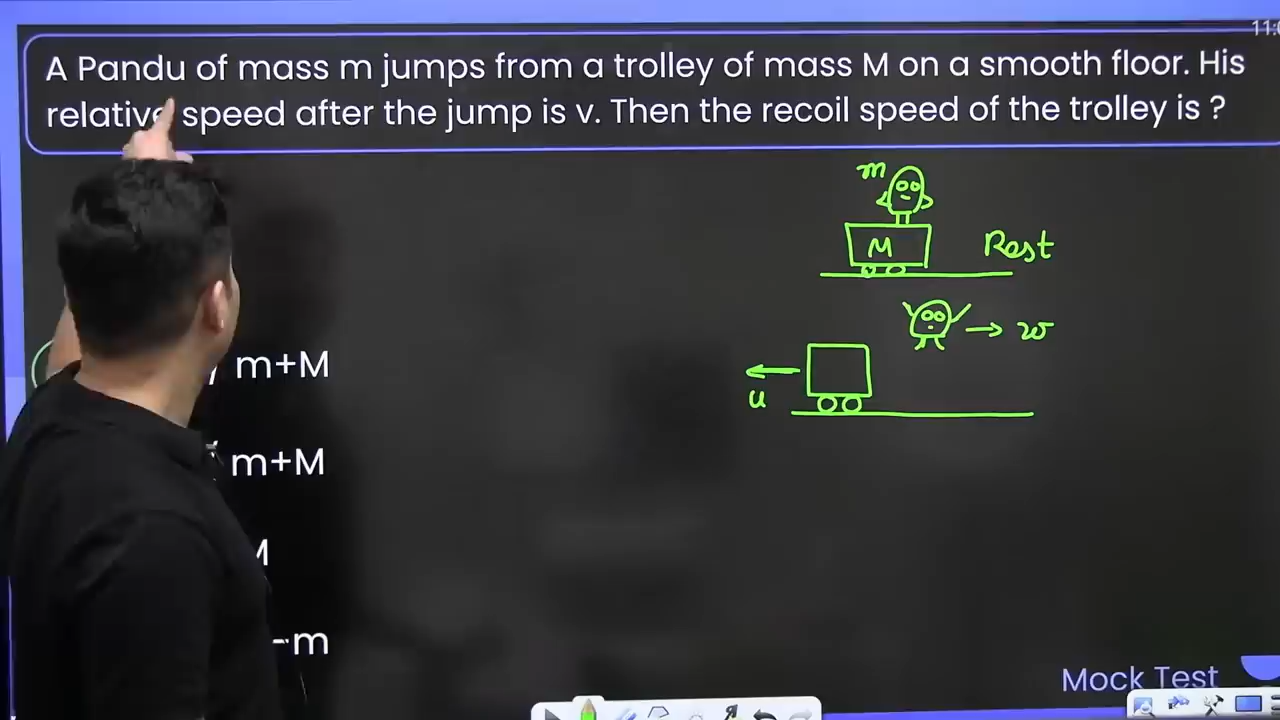 11:
A Pandu of mass m jumps from a trolley of mass M on a smooth floor. His
relative speed after the jump is v. Then the recoil speed of the trolley is ?
m
M
Rest
w
u
m+M
m+M
-m
Mock Test